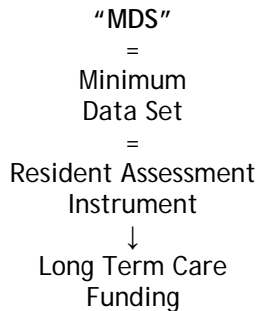 “MDS”
=
Minimum
Data Set
=
Resident Assessment
Instrument
↓
Long Term Care
Funding